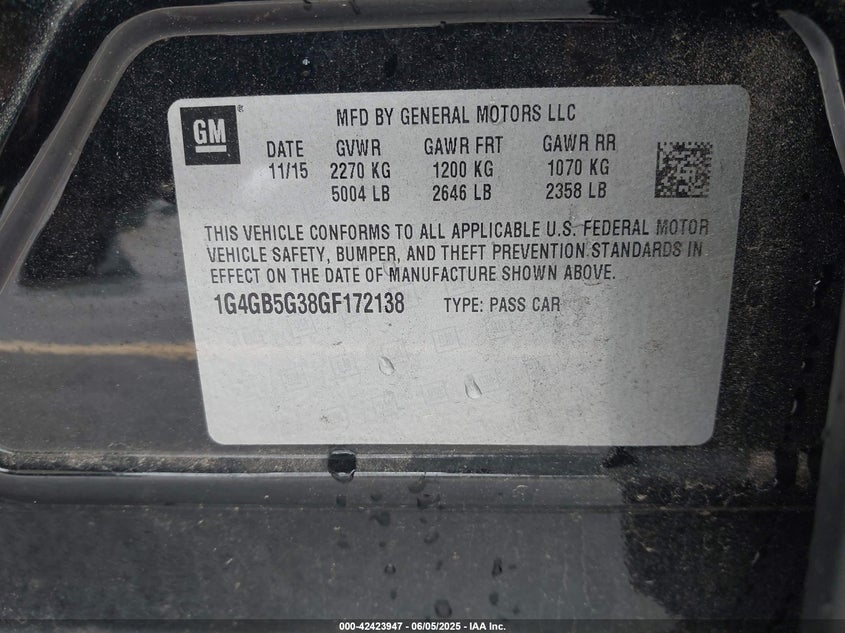 GM ®
MFD BY GENERAL MOTORS LLC
DATE GVWR GAWR FRT GAWR RR
11/15 2270 KG 1200 KG 1070 KG
5004 LB 2646 LB 2358 LB
THIS VEHICLE CONFORMS TO ALL APPLICABLE U.S. FEDERAL MOTOR
VEHICLE SAFETY, BUMPER, AND THEFT PREVENTION STANDARDS IN
EFFECT ON THE DATE OF MANUFACTURE SHOWN ABOVE.
1G4GB5G38GF172138 TYPE: PASS CAR
000-42423947 - 06/05/2025 - IAA Inc.